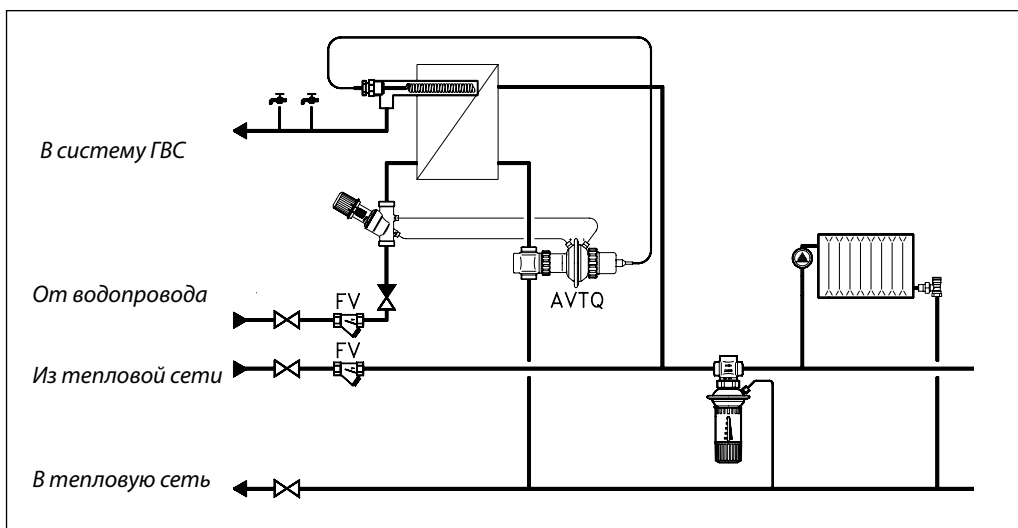 В систему ГВС
От водопровода
FV
AVTQ
FV
Из тепловой сети
В тепловую сеть